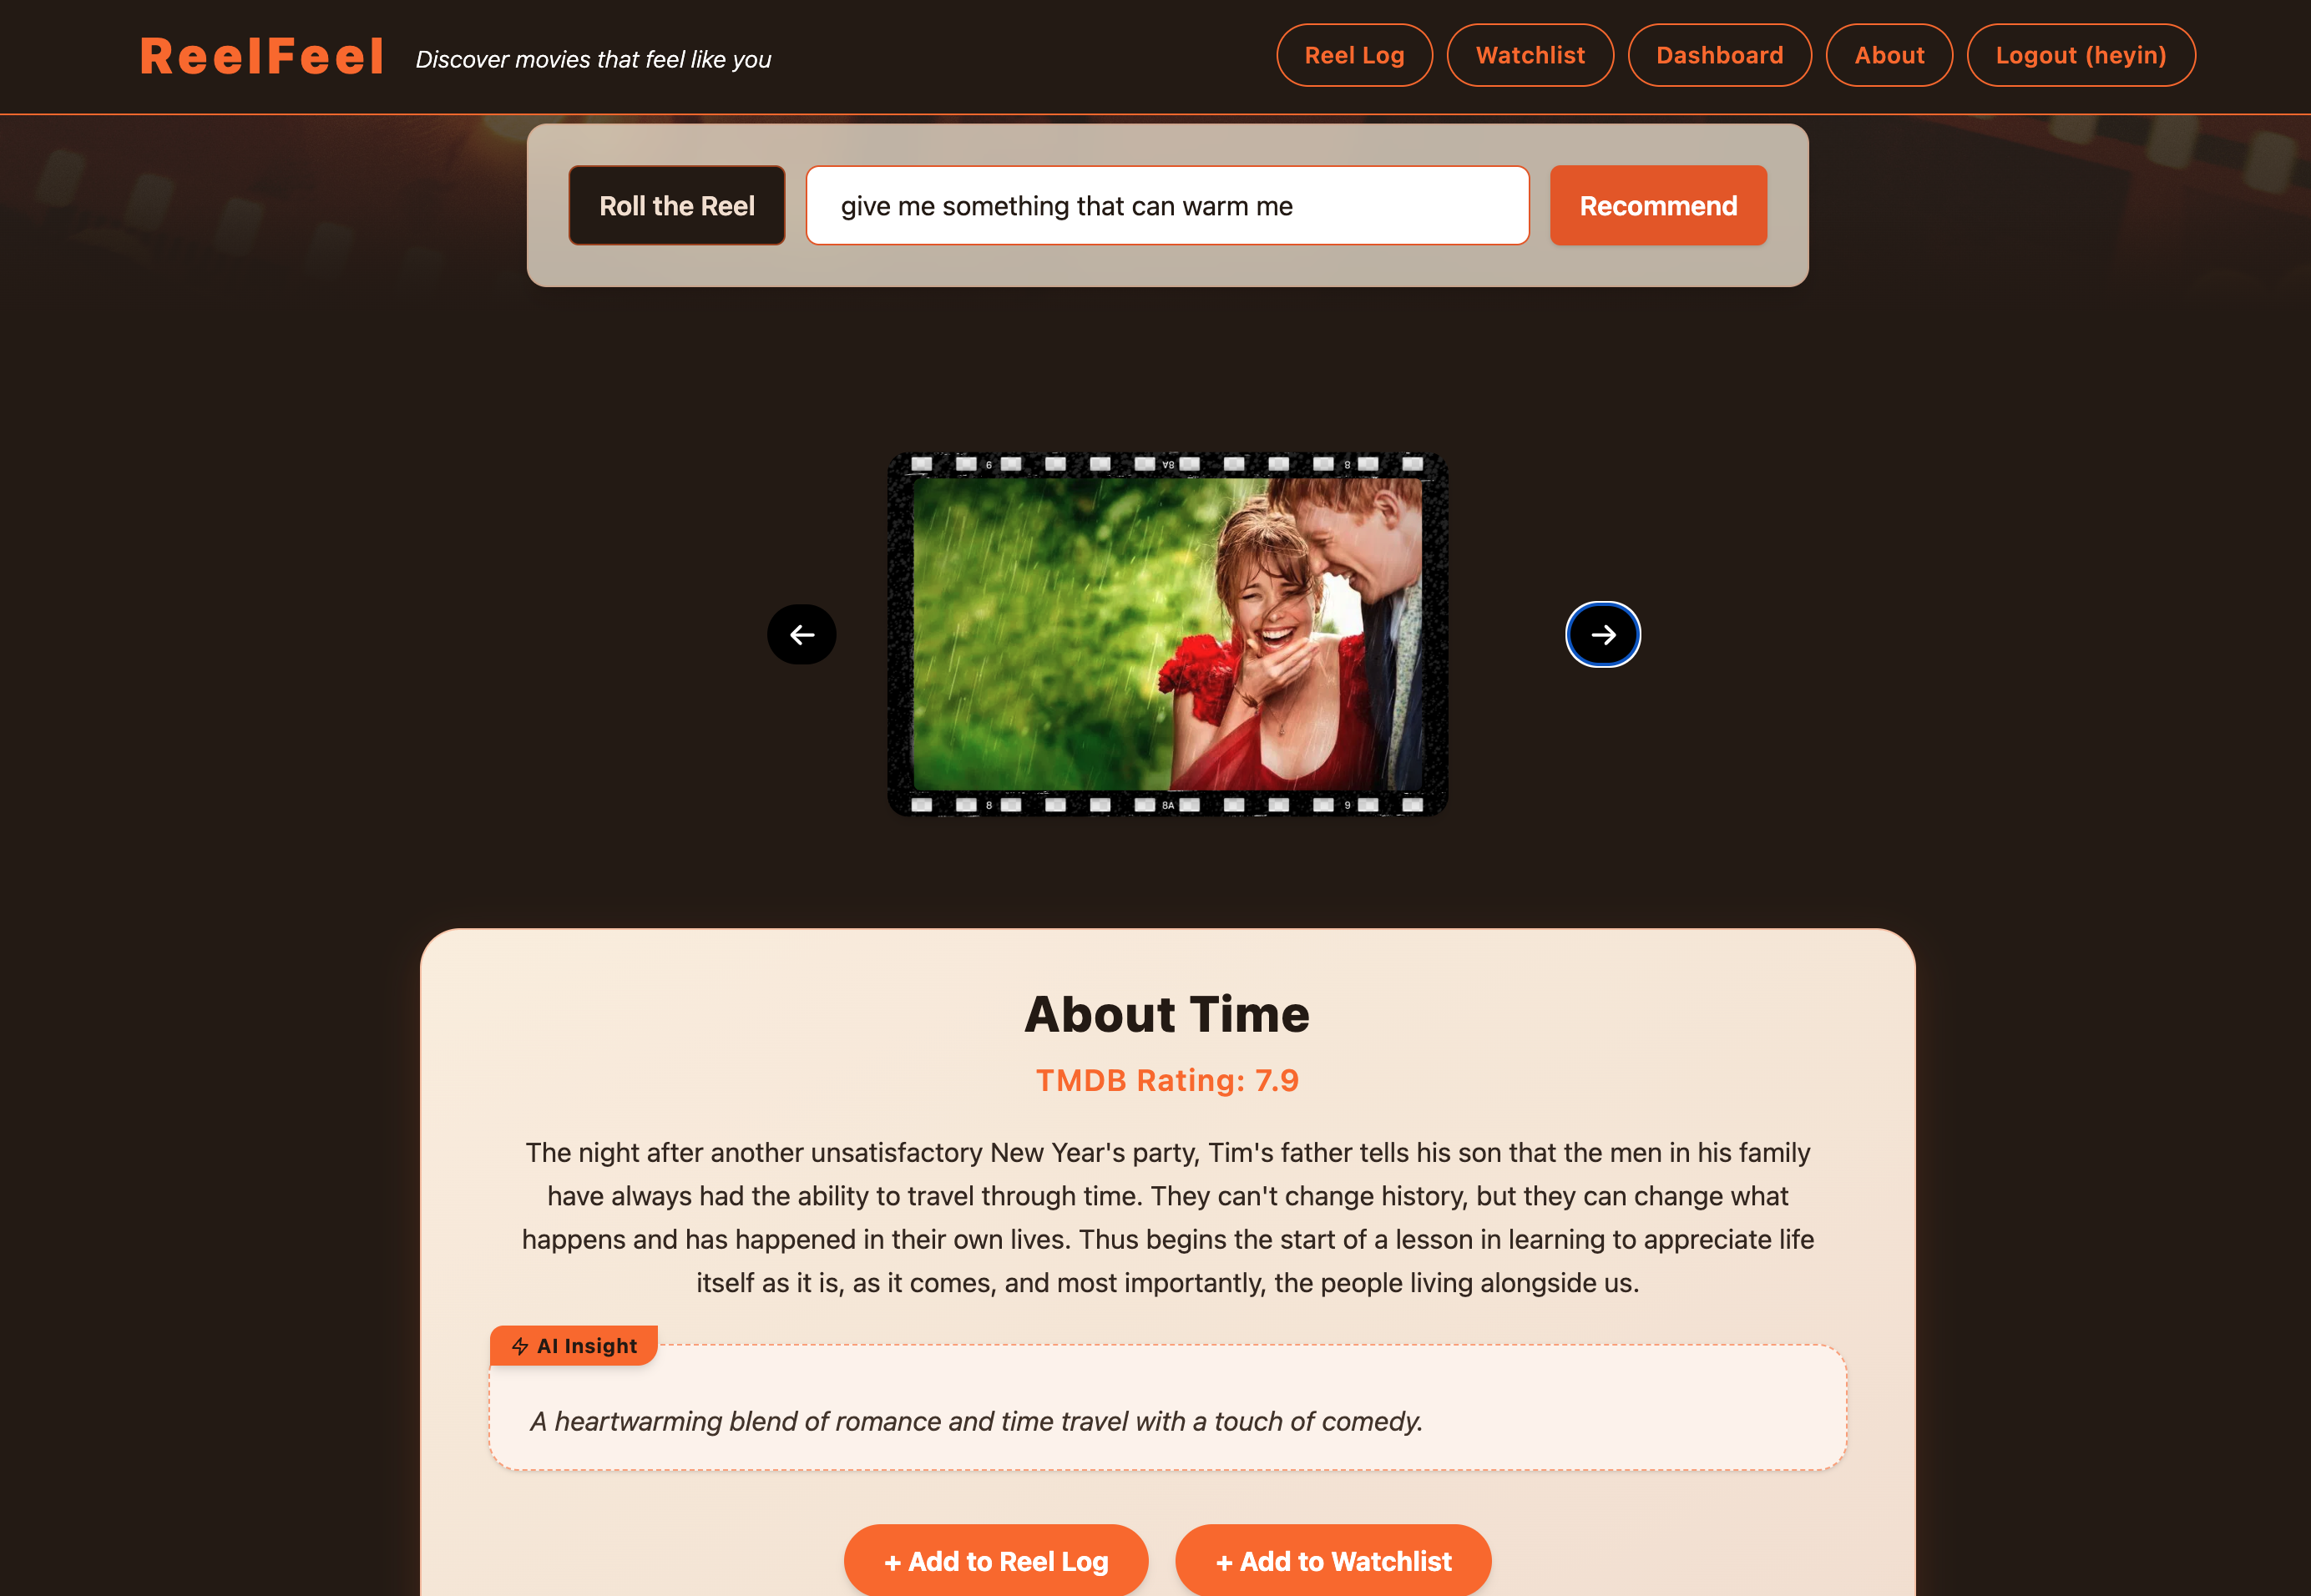 ReelFeel
Discover movies that feel like you
Reel Log
Watchlist
Dashboard
About
Logout (heyin)
Roll the Reel
give me something that can warm me
Recommend
9
8A
8
8
8A
9
About Time
TMDB Rating: 7.9
The night after another unsatisfactory New Year's party, Tim's father tells his son that the men in his family
have always had the ability to travel through time. They can't change history, but they can change what
happens and has happened in their own lives. Thus begins the start of a lesson in learning to appreciate life
itself as it is, as it comes, and most importantly, the people living alongside us.
AI Insight
A heartwarming blend of romance and time travel with a touch of comedy.
+ Add to Reel Log
+ Add to Watchlist